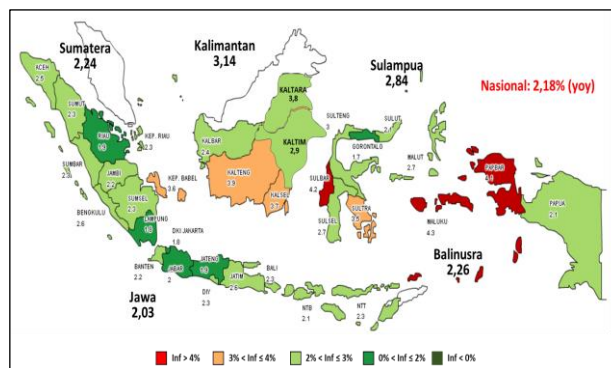 Sumatera
2,24
Kalimantan
3,14
Sulampua
2,84
Nasional: 2,18% (yoy)
ACEH
2.5
SUMUT
2.3
RIAU
1.9
KEP. RIAU
2.3
SUMBAR
2.3
JAMBI
2.2
SUMSEL
2.3
KEP. BABEL
3.6
BENGKULU
2.6
LAMPUNG
DKI JAKARTA
1.8
BANTEN
2.2
JABAR
2
JATENG
1.9
DIY
2.3
JATIM
2.6
Jawa
2,03
BALI
2.3
NTB
2.1
NTT
2.3
Balinusra
2,26
KALBAR
2.4
KALTENG
3.9
KALSEL
3.7
KALTIM
2,9
KALTARA
3,8
SULTENG
3
SULUT
2.1
GORONTALO
1.7
SULBAR
4.2
SULSEL
2.7
SULTRA
MALUT
2.7
MALUKU
4.3
PAPBAR
PAPUA
2.1
Inf > 4%
3% < Inf ≤ 4%
2% < Inf ≤ 3%
0% < Inf ≤ 2%
Inf < 0%